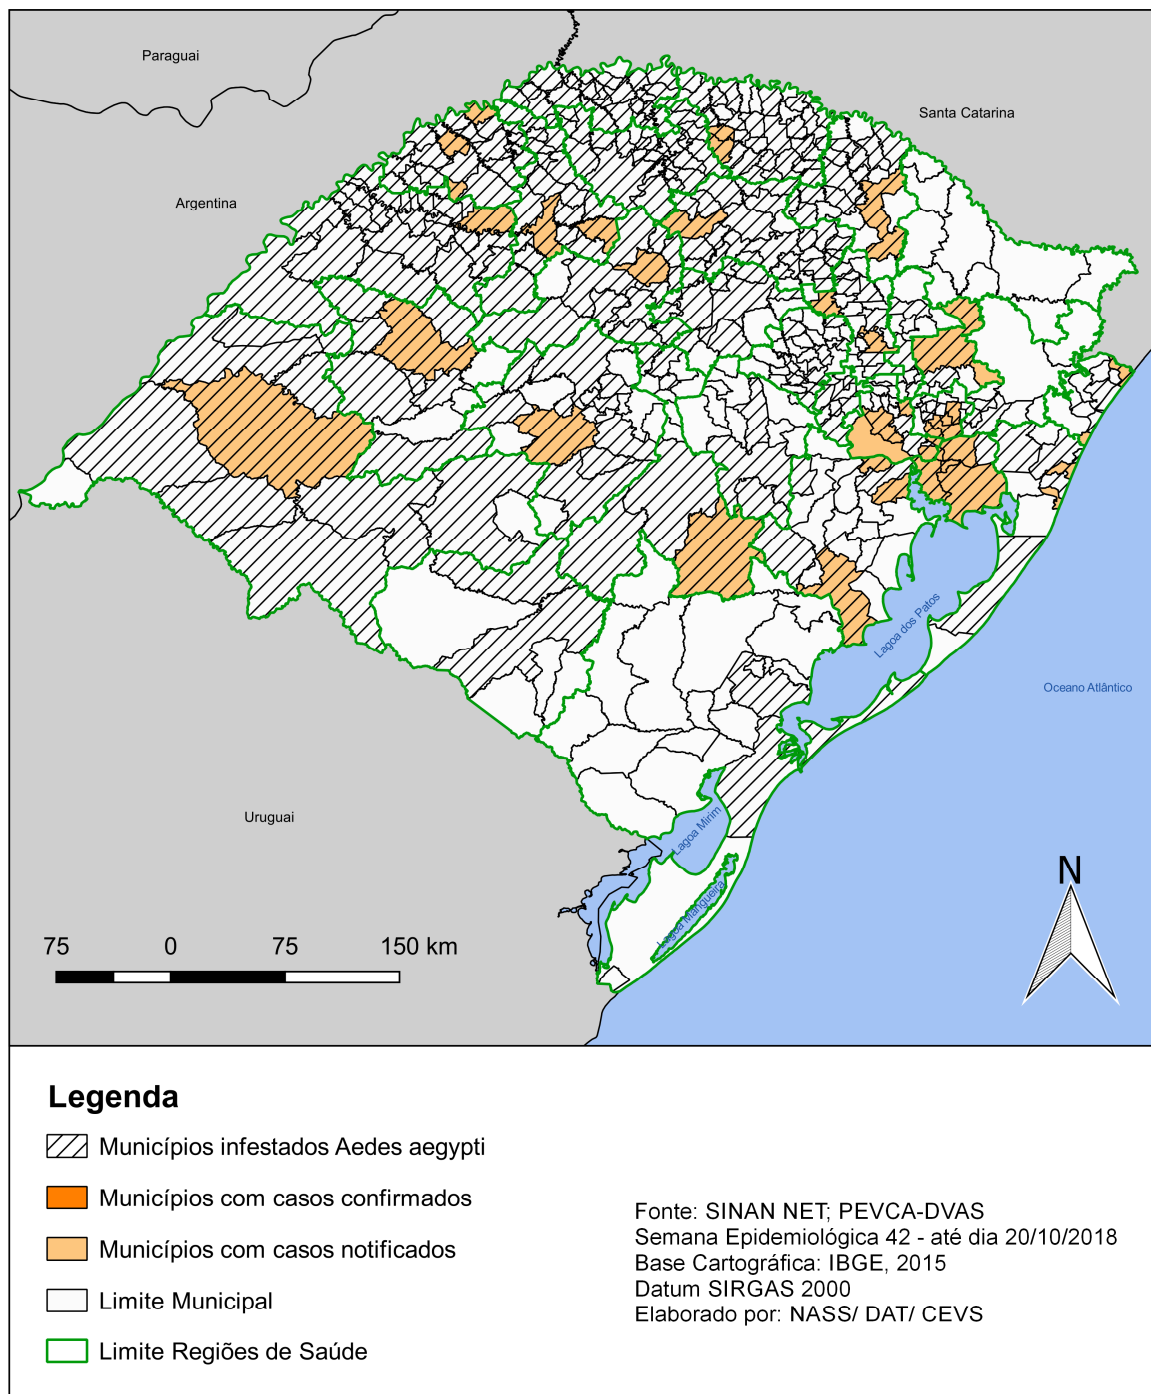 Paraguai
Santa Catarina
Argentina
Lagoa dos Patos
Oceano Atlântico
Uruguai
Lagoa Mirim
Lagoa Mangueira
N
75 0 75 150 km
Legenda
Municípios infestados Aedes aegypti
Municípios com casos confirmados
Municípios com casos notificados
Limite Municipal
Limite Regiões de Saúde
Fonte: SINAN NET; PEVCA-DVAS
Semana Epidemiológica 42 - até dia 20/10/2018
Base Cartográfica: IBGE, 2015
Datum SIRGAS 2000
Elaborado por: NASS/ DAT/ CEVS